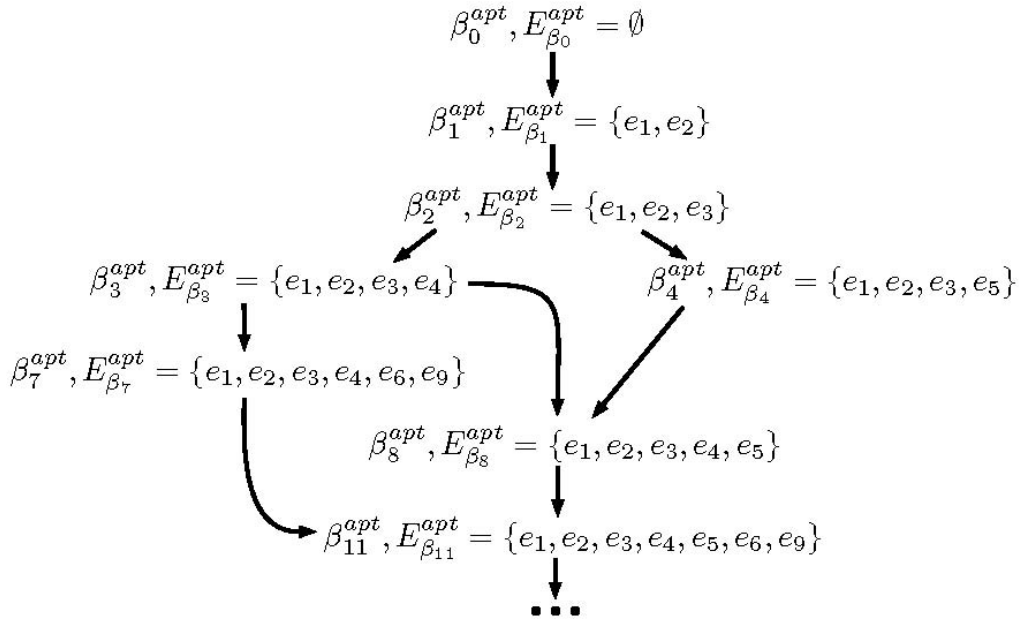 β_0^{apt}, E_{β_0}^{apt} = ∅
β_1^{apt}, E_{β_1}^{apt} = {e_1, e_2}
β_2^{apt}, E_{β_2}^{apt} = {e_1, e_2, e_3}
β_3^{apt}, E_{β_3}^{apt} = {e_1, e_2, e_3, e_4}
β_4^{apt}, E_{β_4}^{apt} = {e_1, e_2, e_3, e_5}
β_7^{apt}, E_{β_7}^{apt} = {e_1, e_2, e_3, e_4, e_6, e_9}
β_8^{apt}, E_{β_8}^{apt} = {e_1, e_2, e_3, e_4, e_5}
β_{11}^{apt}, E_{β_{11}}^{apt} = {e_1, e_2, e_3, e_4, e_5, e_6, e_9}
...